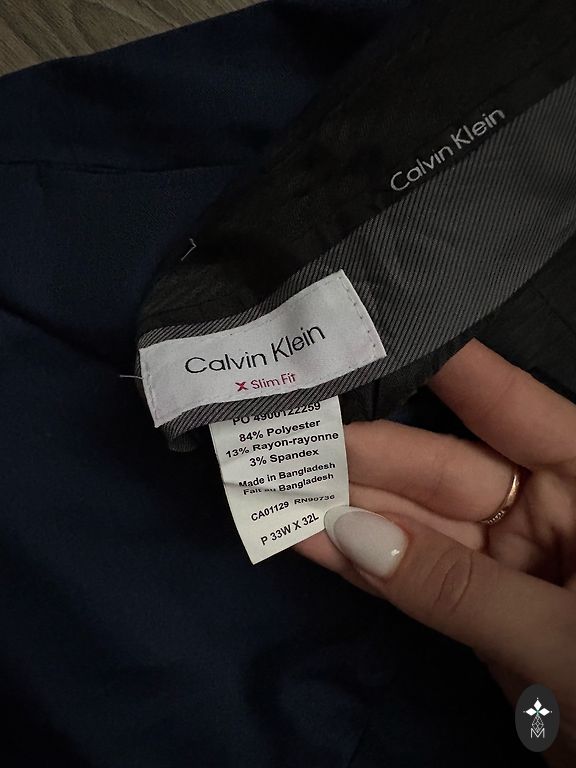 Calvin Klein
Calvin Klein
X Slim Fit
PO 4900122259
84% Polyester
13% Rayon-rayonne
3% Spandex
Made in Bangladesh
Fait au Bangladesh
CA01129 RN90736
P 33W X 32L
M